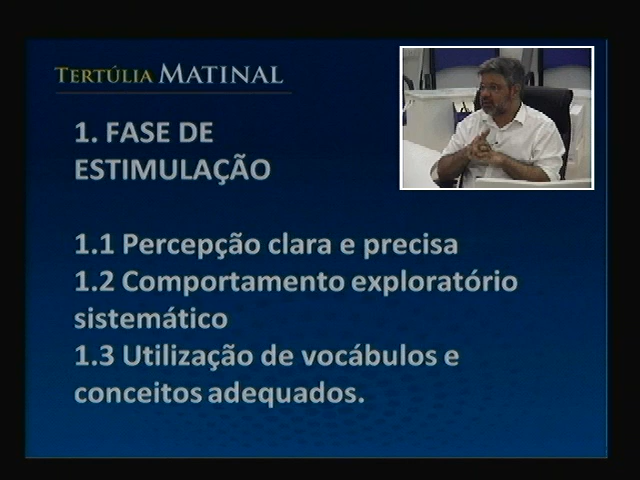 TERTÚLIA MATINAL
1. FASE DE
ESTIMULAÇÃO
1.1 Percepção clara e precisa
1.2 Comportamento exploratório
sistemático
1.3 Utilização de vocábulos e
conceitos adequados.